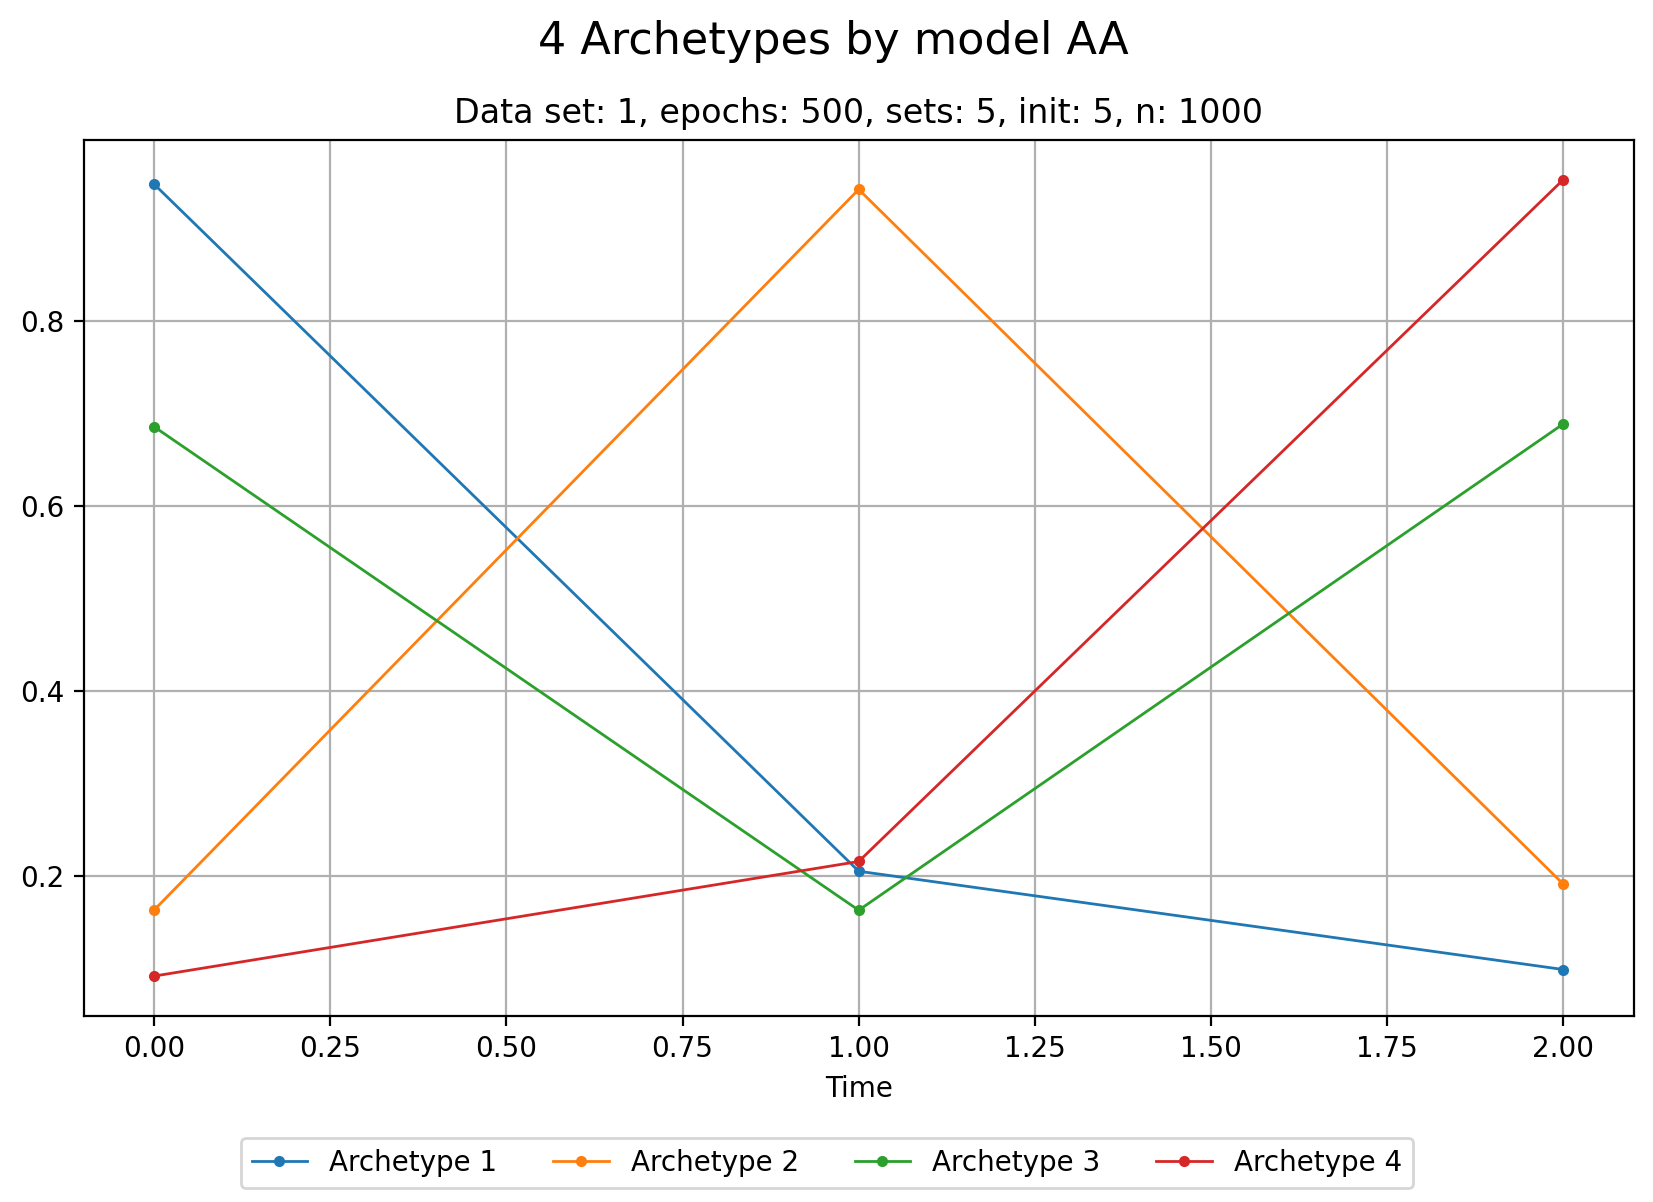 4 Archetypes by model AA
Data set: 1, epochs: 500, sets: 5, init: 5, n: 1000
0.8
0.6
0.4
0.2
0.00 0.25 0.50 0.75 1.00 1.25 1.50 1.75 2.00
Time
Archetype 1 Archetype 2 Archetype 3 Archetype 4